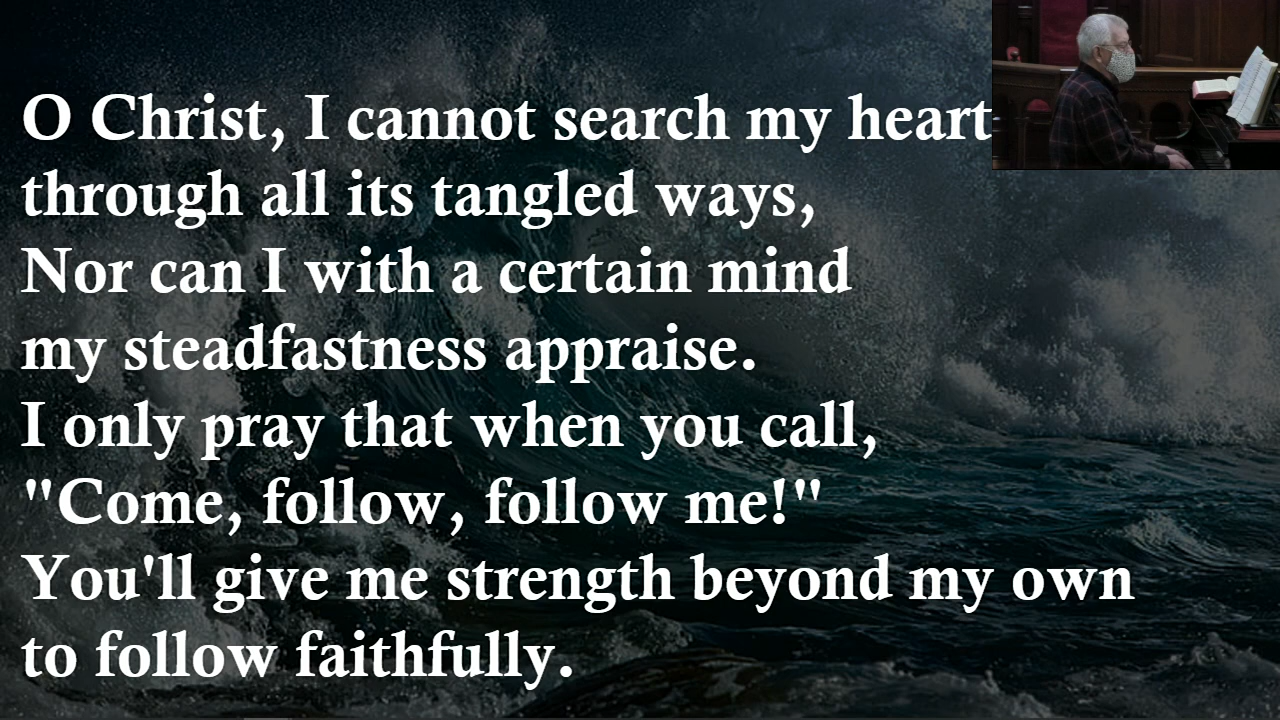 O Christ, I cannot search my heart
through all its tangled ways,
Nor can I with a certain mind
my steadfastness appraise.
I only pray that when you call,
"Come, follow, follow me!"
You'll give me strength beyond my own
to follow faithfully.